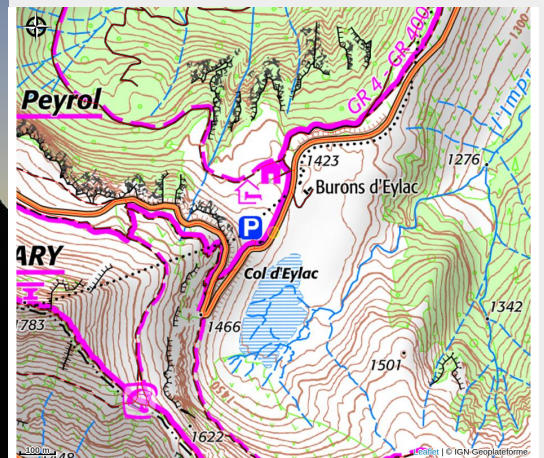 1300
GR 4 - GR 400
Peyrol
1423
1276
Burons d'Eylac
P
ARY
Col d'Eylac
1342
1783
1466
1501
1450
1622
100 m
Leaflet | © IGN-Geoplateforme